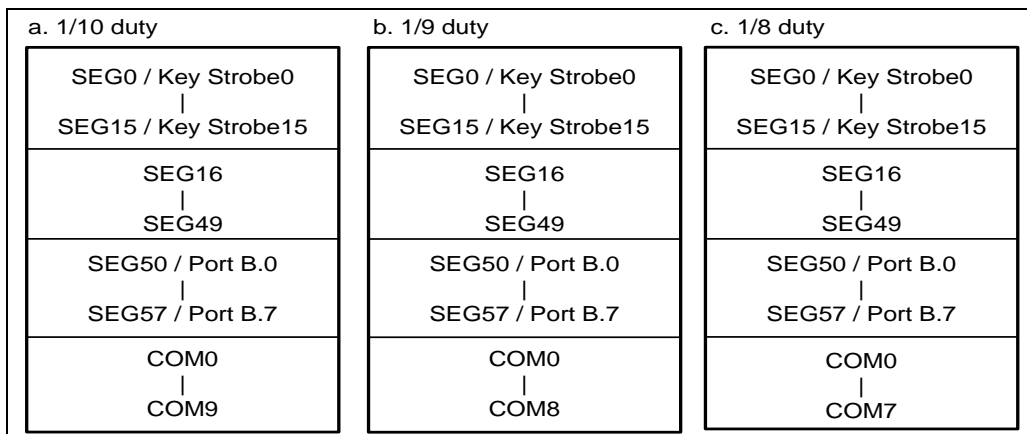 a. 1/10 duty
SEG0 / Key Strobe0
|
SEG15 / Key Strobe15
SEG16
|
SEG49
SEG50 / Port B.0
|
SEG57 / Port B.7
COM0
|
COM9
b. 1/9 duty
SEG0 / Key Strobe0
|
SEG15 / Key Strobe15
SEG16
|
SEG49
SEG50 / Port B.0
|
SEG57 / Port B.7
COM0
|
COM8
c. 1/8 duty
SEG0 / Key Strobe0
|
SEG15 / Key Strobe15
SEG16
|
SEG49
SEG50 / Port B.0
|
SEG57 / Port B.7
COM0
|
COM7